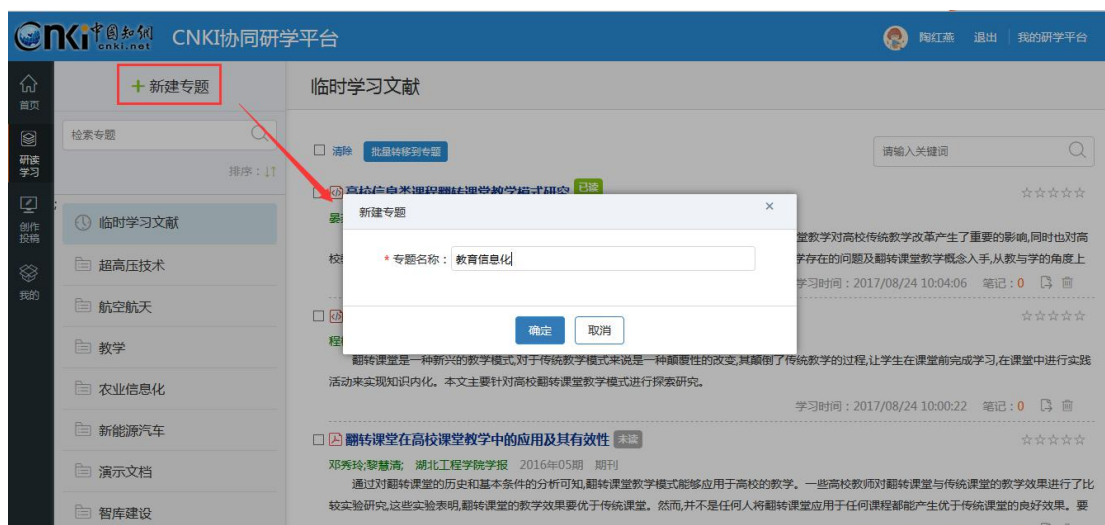 CNKI中国知网 cnki.net CNKI协同研学平台
陶红燕 退出 我的研学平台
首页
研读学习
创作投稿
我的
+ 新建专题
检索专题
排序：↓↑
临时学习文献
超高压技术
航空航天
教学
农业信息化
新能源汽车
演示文档
智库建设
临时学习文献
清除 批量转移到专题
请输入关键词
高校信息类课程翻转课堂教学模式研究 已读
新建专题 ×
* 专题名称： 教育信息化
确定 取消
堂教学对高校传统教学改革产生了重要的影响,同时也对高
校
学存在的问题及翻转课堂教学概念入手,从教与学的角度上
学习时间：2017/08/24 10:04:06 笔记：0
程
翻转课堂是一种新兴的教学模式,对于传统教学模式来说是一种颠覆性的改变,其颠倒了传统教学的过程,让学生在课堂前完成学习,在课堂中进行实践
活动来实现知识内化。本文主要针对高校翻转课堂教学模式进行探索研究。
学习时间：2017/08/24 10:00:22 笔记：0
翻转课堂在高校课堂教学中的应用及其有效性 未读
邓秀玲;黎慧清; 湖北工程学院学报 2016年05期 期刊
通过对翻转课堂的历史和基本条件的分析可知,翻转课堂教学模式能够应用于高校的教学。一些高校教师对翻转课堂与传统课堂的教学效果进行了比
较实验研究,这些实验表明,翻转课堂的教学效果要优于传统课堂。然而,并不是任何人将翻转课堂应用于任何课程都能产生优于传统课堂的良好效果。要